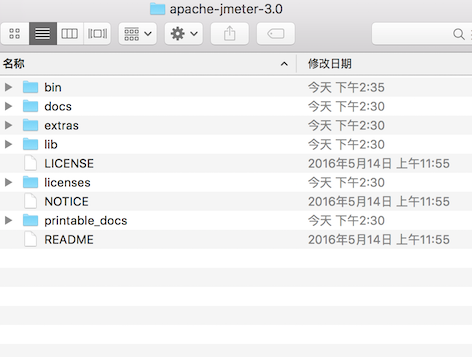 apache-jmeter-3.0
名称 修改日期
bin 今天 下午2:35
docs 今天 下午2:30
extras 今天 下午2:30
lib 今天 下午2:30
LICENSE 2016年5月14日 上午11:55
licenses 今天 下午2:30
NOTICE 2016年5月14日 上午11:55
printable_docs 今天 下午2:30
README 2016年5月14日 上午11:55